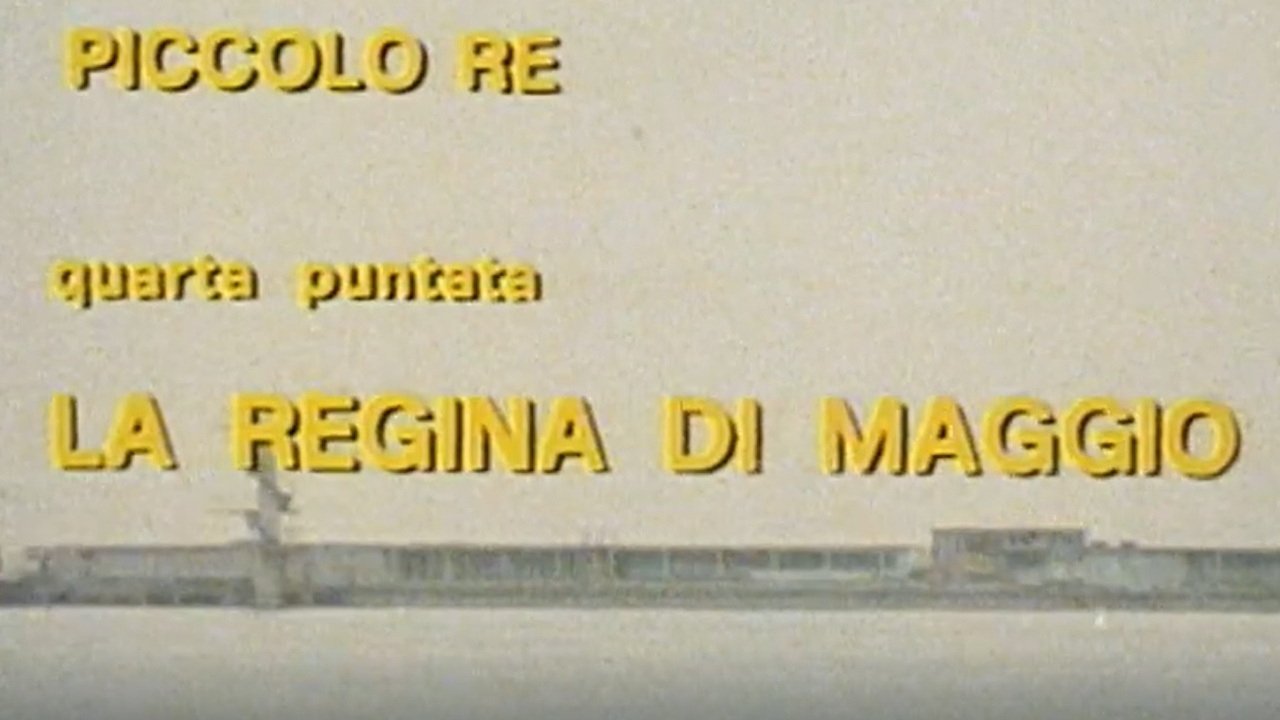 PICCOLO RE
quarta puntata
LA REGINA DI MAGGIO